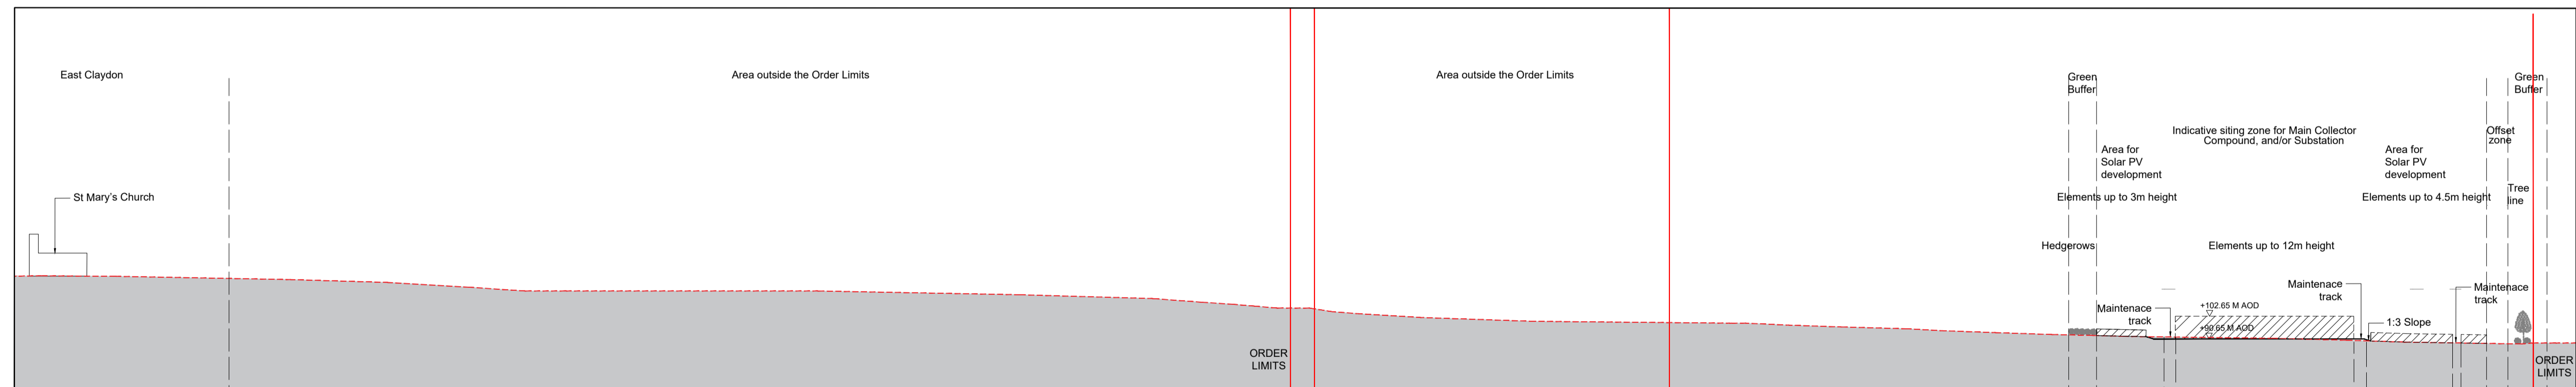 East Claydon
Area outside the Order Limits
Area outside the Order Limits
Green
Buffer
Green
Buffer
Indicative siting zone for Main Collector
Compound, and/or Substation
Offset
zone
Area for
Solar PV
development
Area for
Solar PV
development
St Mary's Church
Elements up to 3m height
Elements up to 4.5m height
Tree
line
Hedgerows
Elements up to 12m height
Maintenace
track
Maintenace
track
Maintenace
track
+102.65 M AOD
+90.65 M AOD
1:3 Slope
ORDER
LIMITS
ORDER
LIMITS